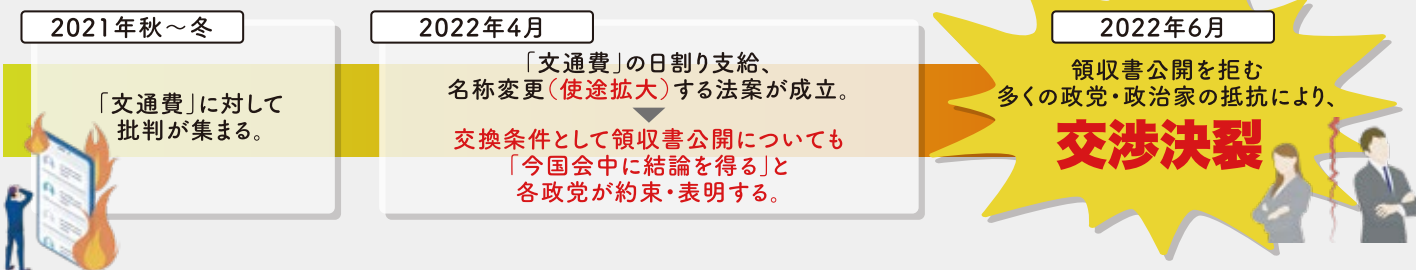 2021年秋～冬
「文通費」に対して
批判が集まる。
2022年4月
「文通費」の日割り支給、
名称変更(使途拡大)する法案が成立。
交換条件として領収書公開についても
「今国会中に結論を得る」と
各政党が約束・表明する。
2022年6月
領収書公開を拒む
多くの政党・政治家の抵抗により、
交渉決裂